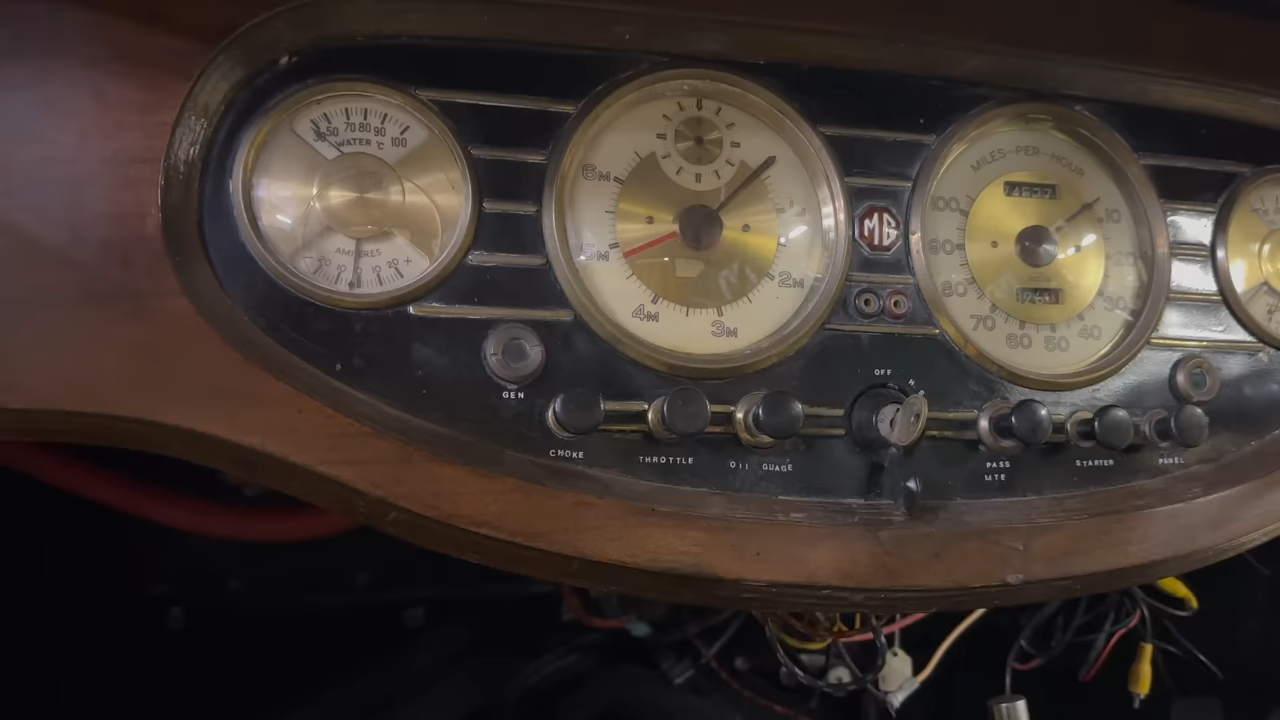 30 50 70 80 90 100
WATER °C
AMPERES
- 20 10 0 10 20 +
6M
5M
4M
3M
2M
MG
MILES PER HOUR
10
30
40
50
60
70
80
90
100
GEN
OFF
H
CHOKE
THROTTLE
OIL GUAGE
PASS
LITE
STARTER
PANEL